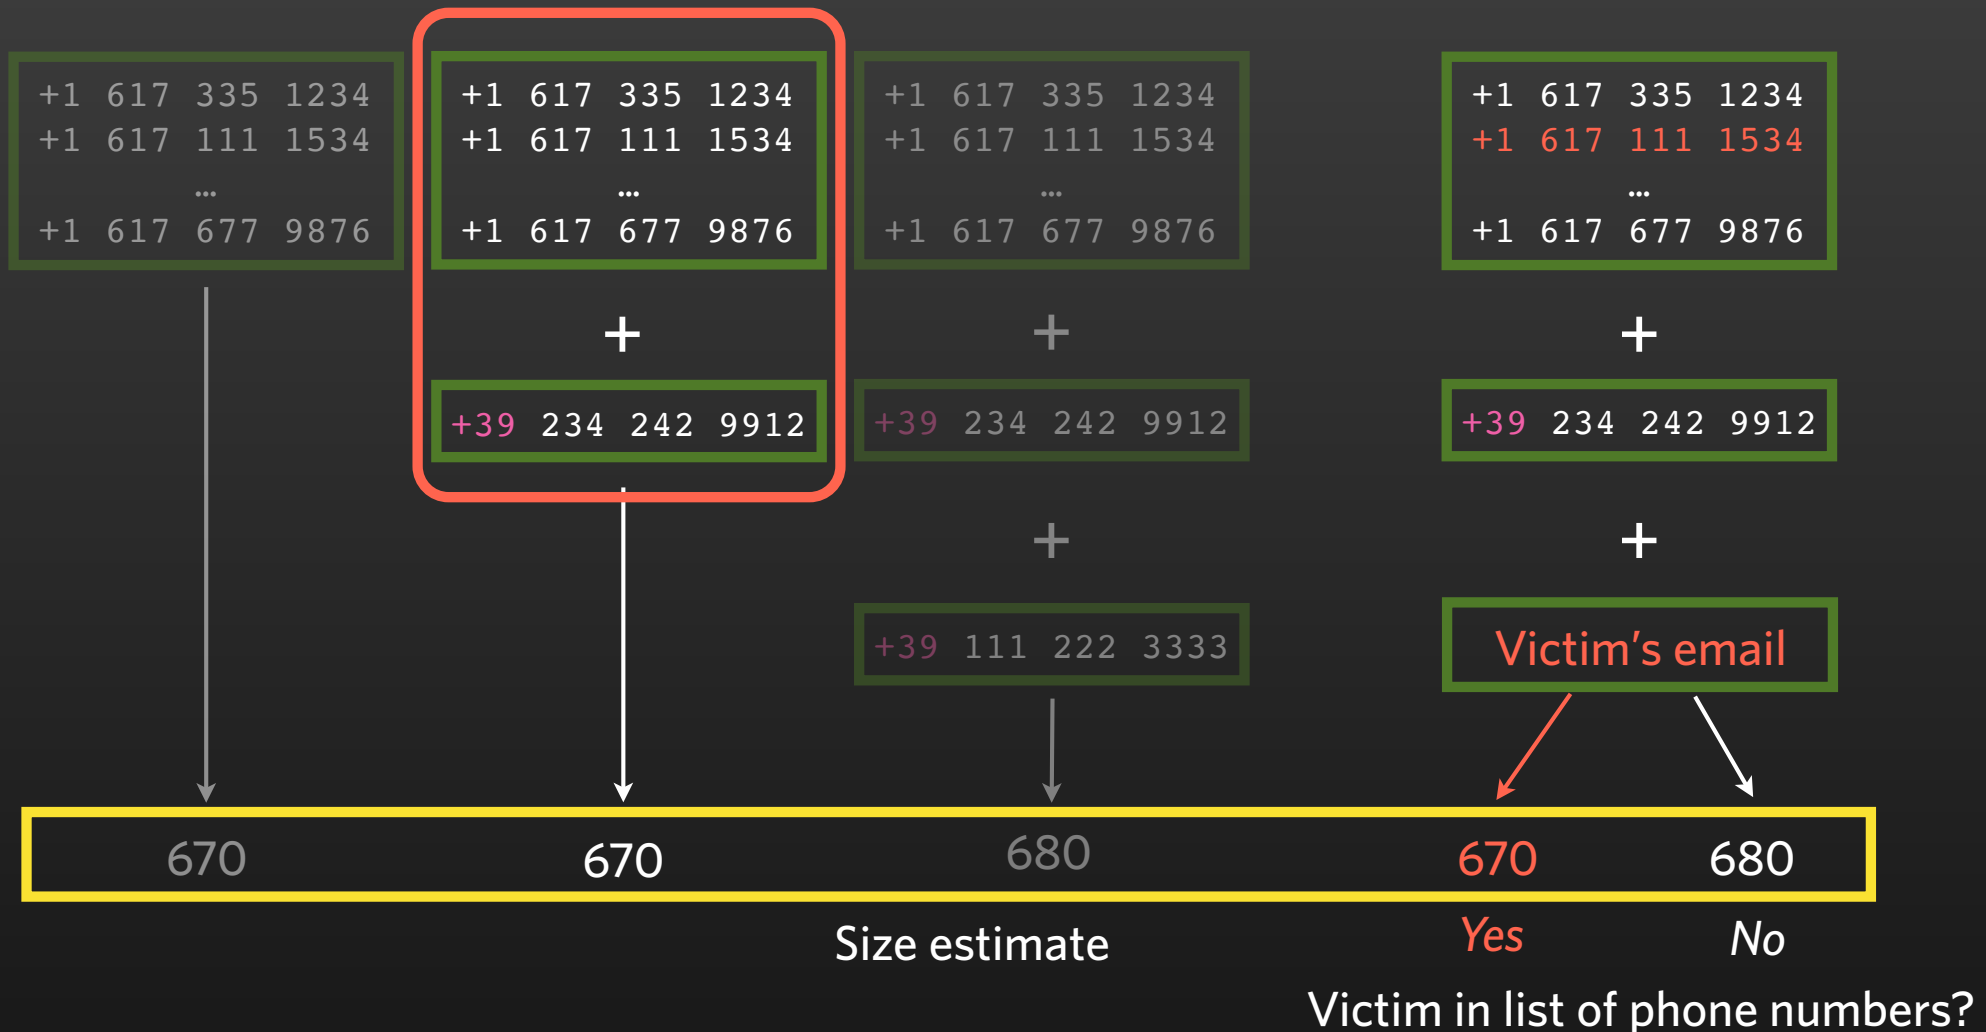 +1 617 335 1234
+1 617 111 1534
…
+1 617 677 9876
+1 617 335 1234
+1 617 111 1534
…
+1 617 677 9876
+
+39 234 242 9912
+1 617 335 1234
+1 617 111 1534
…
+1 617 677 9876
+
+39 234 242 9912
+
+39 111 222 3333
+1 617 335 1234
+1 617 111 1534
…
+1 617 677 9876
+
+39 234 242 9912
+
Victim's email
670 670 680 670 680
Size estimate
Yes No
Victim in list of phone numbers?